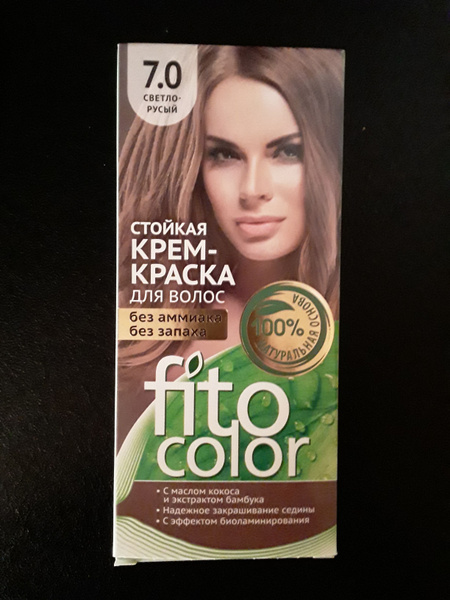 7.0
СВЕТЛО-
РУСЫЙ
СТОЙКАЯ
КРЕМ-
КРАСКА
ДЛЯ ВОЛОС
без аммиака
без запаха
100%
НАТУРАЛЬНАЯ ОСНОВА
fito
color
• С маслом кокоса
и экстрактом бамбука
• Надежное закрашивание седины
• С эффектом биоламинирования